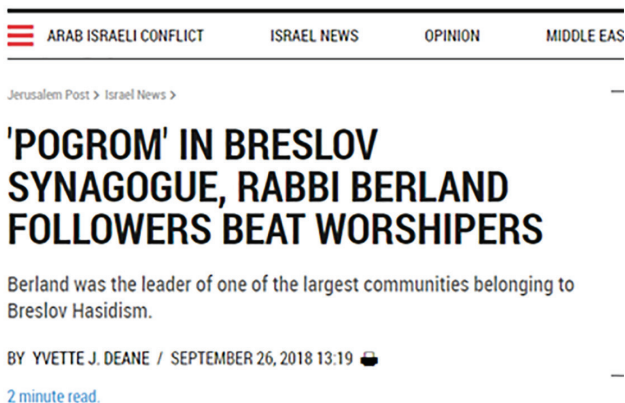 ARAB ISRAELI CONFLICT ISRAEL NEWS OPINION MIDDLE EAS
Jerusalem Post > Israel News >
'POGROM' IN BRESLOV
SYNAGOGUE, RABBI BERLAND
FOLLOWERS BEAT WORSHIPERS
Berland was the leader of one of the largest communities belonging to
Breslov Hasidism.
BY YVETTE J. DEANE / SEPTEMBER 26, 2018 13:19
2 minute read.